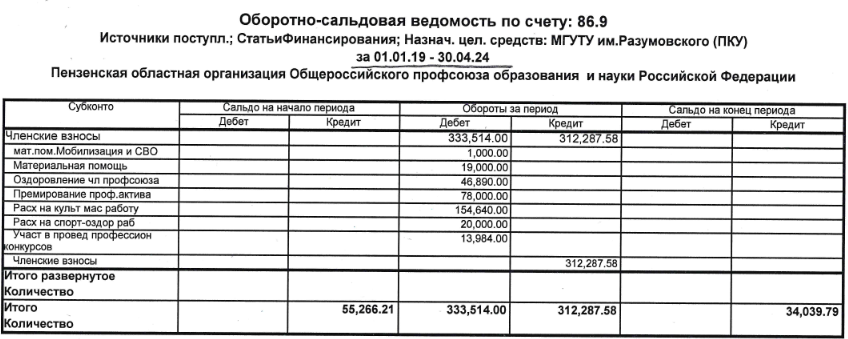 Оборотно-сальдовая ведомость по счету: 86.9
Источники поступл.; СтатьиФинансирования; Назнач. цел. средств: МГУТУ им.Разумовского (ПКУ)
за 01.01.19 - 30.04.24
Пензенская областная организация Общероссийского профсоюза образования и науки Российской Федерации
Субконто Сальдо на начало периода Обороты за период Сальдо на конец периода
Дебет Кредит Дебет Кредит Дебет Кредит
Членские взносы 333,514.00 312,287.58
мат.пом.Мобилизация и СВО 1,000.00
Материальная помощь 19,000.00
Оздоровление чл профсоюза 46,890.00
Премирование проф.актива 78,000.00
Расх на культ мас работу 154,640.00
Расх на спорт-оздор раб 20,000.00
Участ в провед профессион 13,984.00
конкурсов
Членские взносы 312,287.58
Итого развернутое
Количество
Итого 55,266.21 333,514.00 312,287.58 34,039.79
Количество